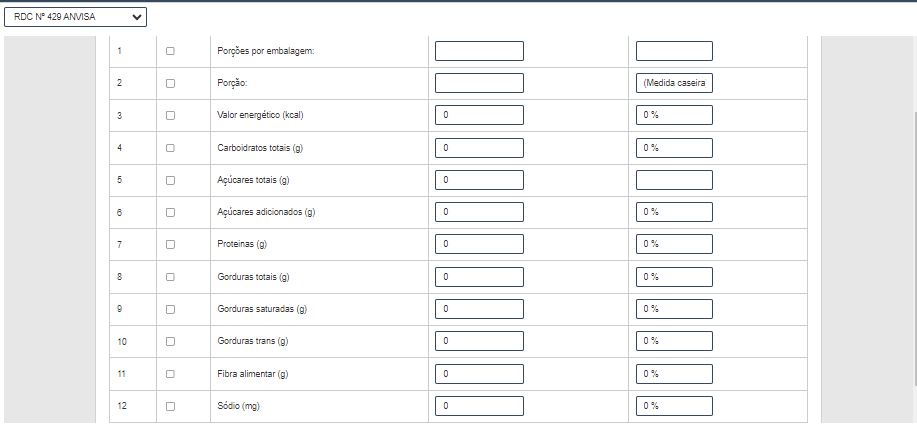 RDC Nº 429 ANVISA
1 Porções por embalagem:
2 Porção: (Medida caseira
3 Valor energético (kcal) 0 0 %
4 Carboidratos totais (g) 0 0 %
5 Açúcares totais (g) 0
6 Açúcares adicionados (g) 0 0 %
7 Proteinas (g) 0 0 %
8 Gorduras totais (g) 0 0 %
9 Gorduras saturadas (g) 0 0 %
10 Gorduras trans (g) 0 0 %
11 Fibra alimentar (g) 0 0 %
12 Sódio (mg) 0 0 %